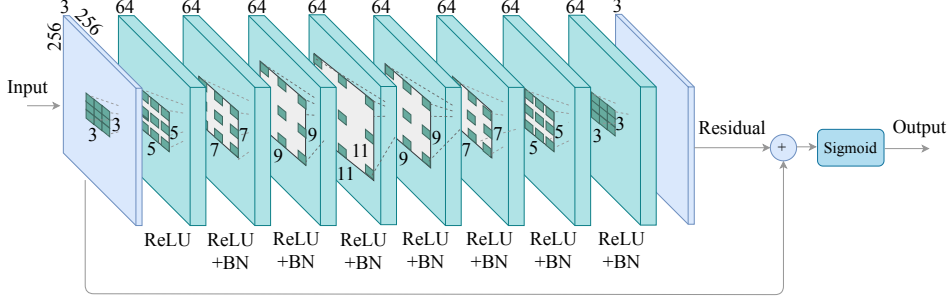 3 64 64 64 64 64 64 64 64 3
256
256
Input
3 3
5 5
7 7
9 9
11 11
9 9
7 7
5 5
3 3
Residual
+
Sigmoid
Output
ReLU
ReLU
+BN
ReLU
+BN
ReLU
+BN
ReLU
+BN
ReLU
+BN
ReLU
+BN
ReLU
+BN